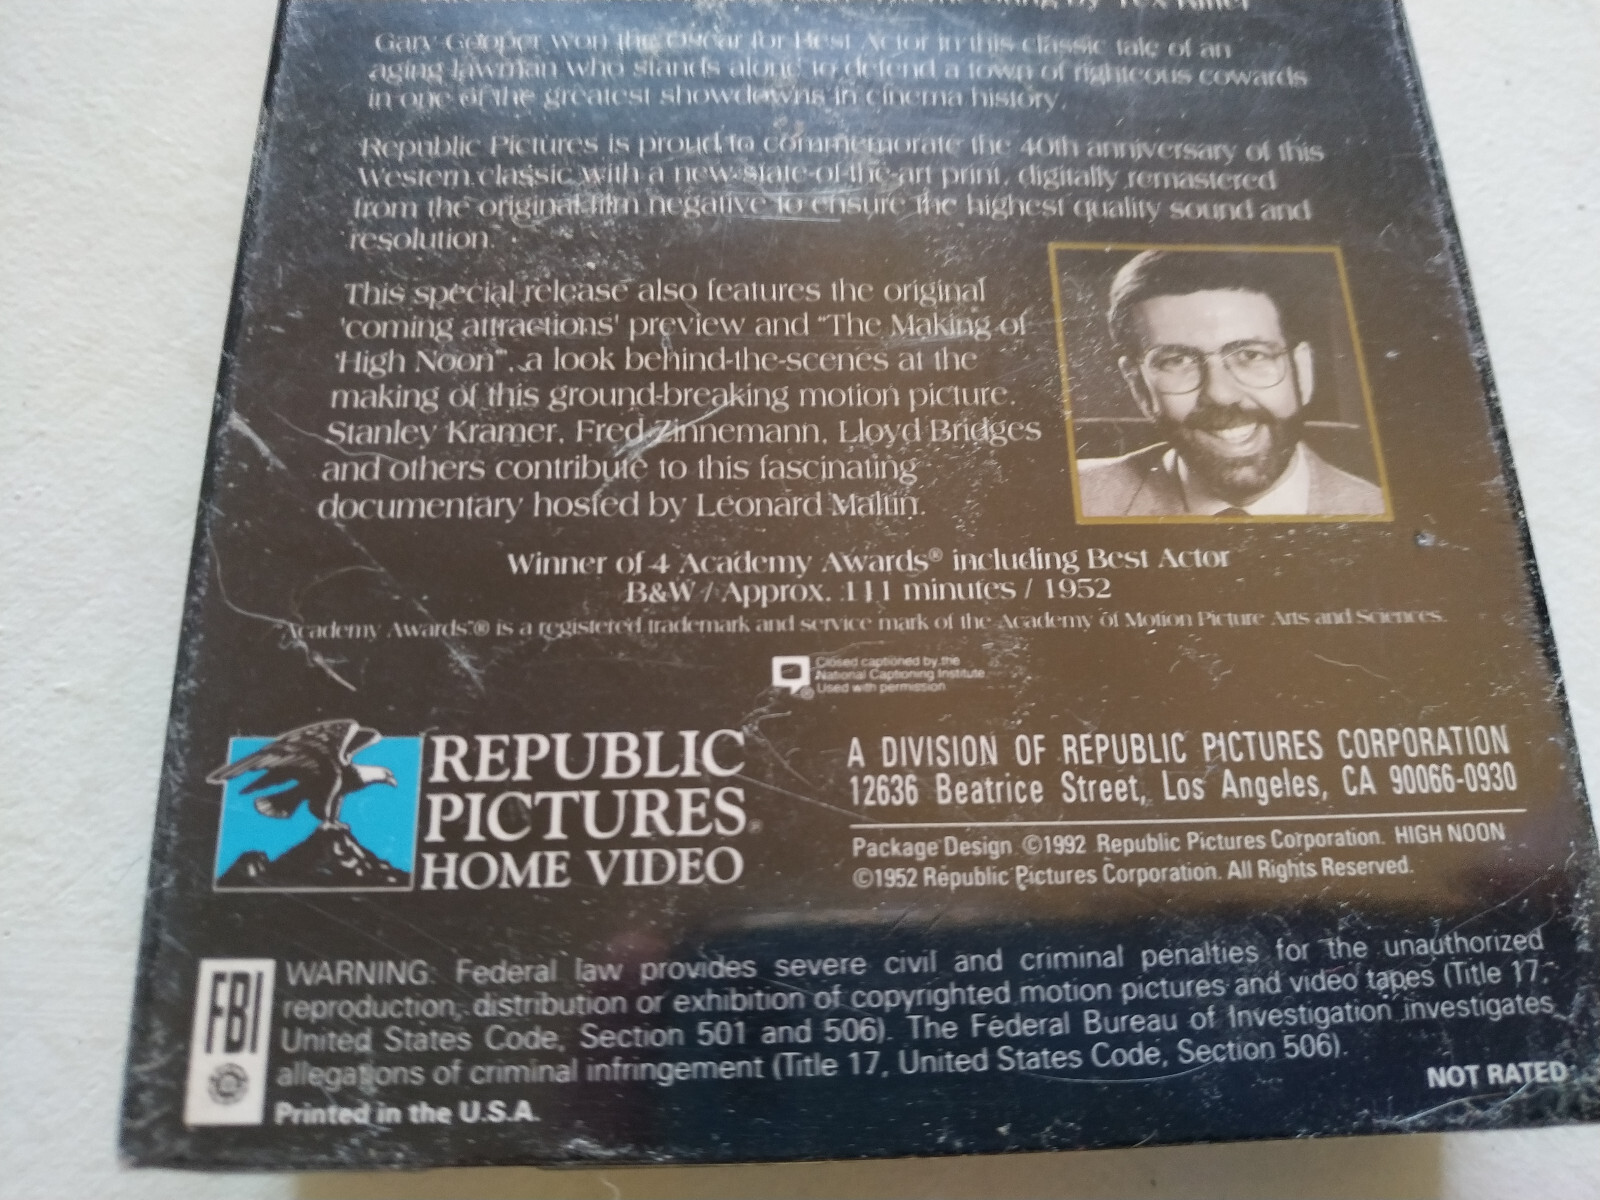 by Tex Ritter
Gary Cooper won the Oscar for Best Actor in this classic tale of an
aging lawman who stands alone to defend a town of righteous cowards
in one of the greatest showdowns in cinema history.
Republic Pictures is proud to commemorate the 40th anniversary of this
Western classic with a new state-of-the-art print, digitally remastered
from the original film negative to ensure the highest quality sound and
resolution.
This special release also features the original
'coming attractions' preview and "The Making of
'High Noon'", a look behind-the-scenes at the
making of this ground-breaking motion picture.
Stanley Kramer, Fred Zinnemann, Lloyd Bridges
and others contribute to this fascinating
documentary hosted by Leonard Maltin.
Winner of 4 Academy Awards® including Best Actor
B&W / Approx. 111 minutes / 1952
Academy Awards® is a registered trademark and service mark of the Academy of Motion Picture Arts and Sciences.
Closed captioned by the
National Captioning Institute.
Used with permission
REPUBLIC
PICTURES®
HOME VIDEO
A DIVISION OF REPUBLIC PICTURES CORPORATION
12636 Beatrice Street, Los Angeles, CA 90066-0930
Package Design ©1992 Republic Pictures Corporation. HIGH NOON
©1952 Republic Pictures Corporation. All Rights Reserved.
FBI
WARNING: Federal law provides severe civil and criminal penalties for the unauthorized
reproduction, distribution or exhibition of copyrighted motion pictures and video tapes (Title 17,
United States Code, Section 501 and 506). The Federal Bureau of Investigation investigates
allegations of criminal infringement (Title 17, United States Code, Section 506).
Printed in the U.S.A.
NOT RATED